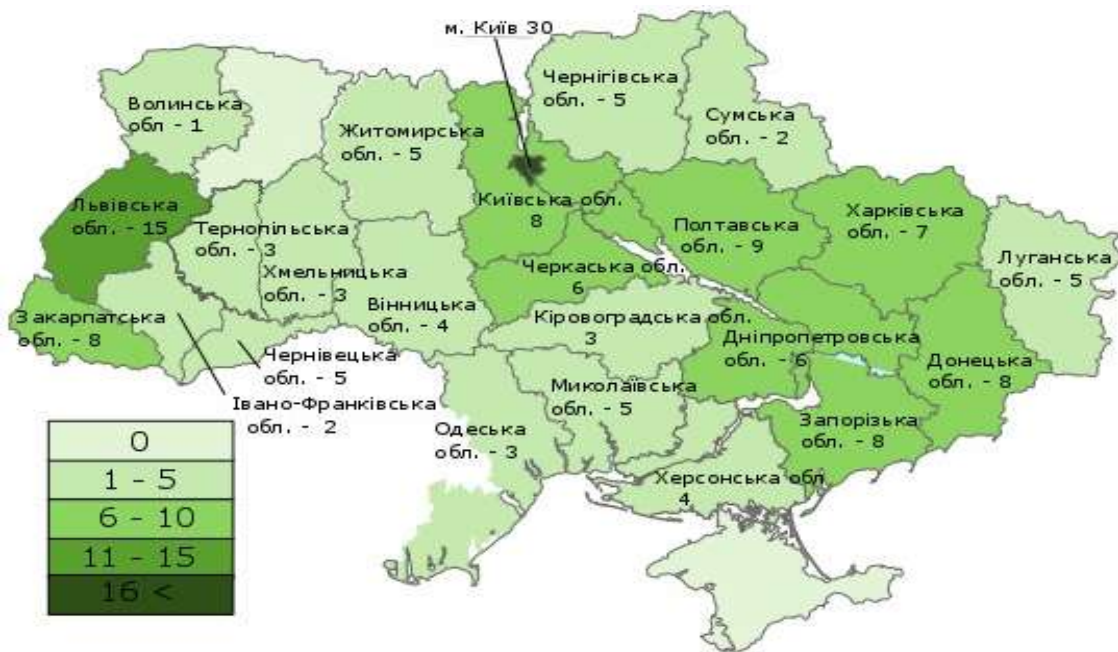 м. Київ 30
Чернігівська
обл. - 5
Волинська
обл - 1
Сумська
обл. - 2
Житомирська
обл. - 5
Львівська
обл. - 15
Київська обл.
8
Полтавська
обл. - 9
Харківська
обл. - 7
Тернопільська
обл. - 3
Луганська
обл. - 5
Хмельницька
обл. - 3
Черкаська обл.
6
Вінницька
обл. - 4
Закарпатська
обл. - 8
Кіровоградська обл.
3
Дніпропетровська
обл. - 6
Донецька
обл. - 8
Чернівецька
обл. - 5
Миколаївська
обл. - 5
Івано-Франківська
обл. - 2
Запорізька
обл. - 8
Одеська
обл. - 3
Херсонська обл
4
0
1 - 5
6 - 10
11 - 15
16 <